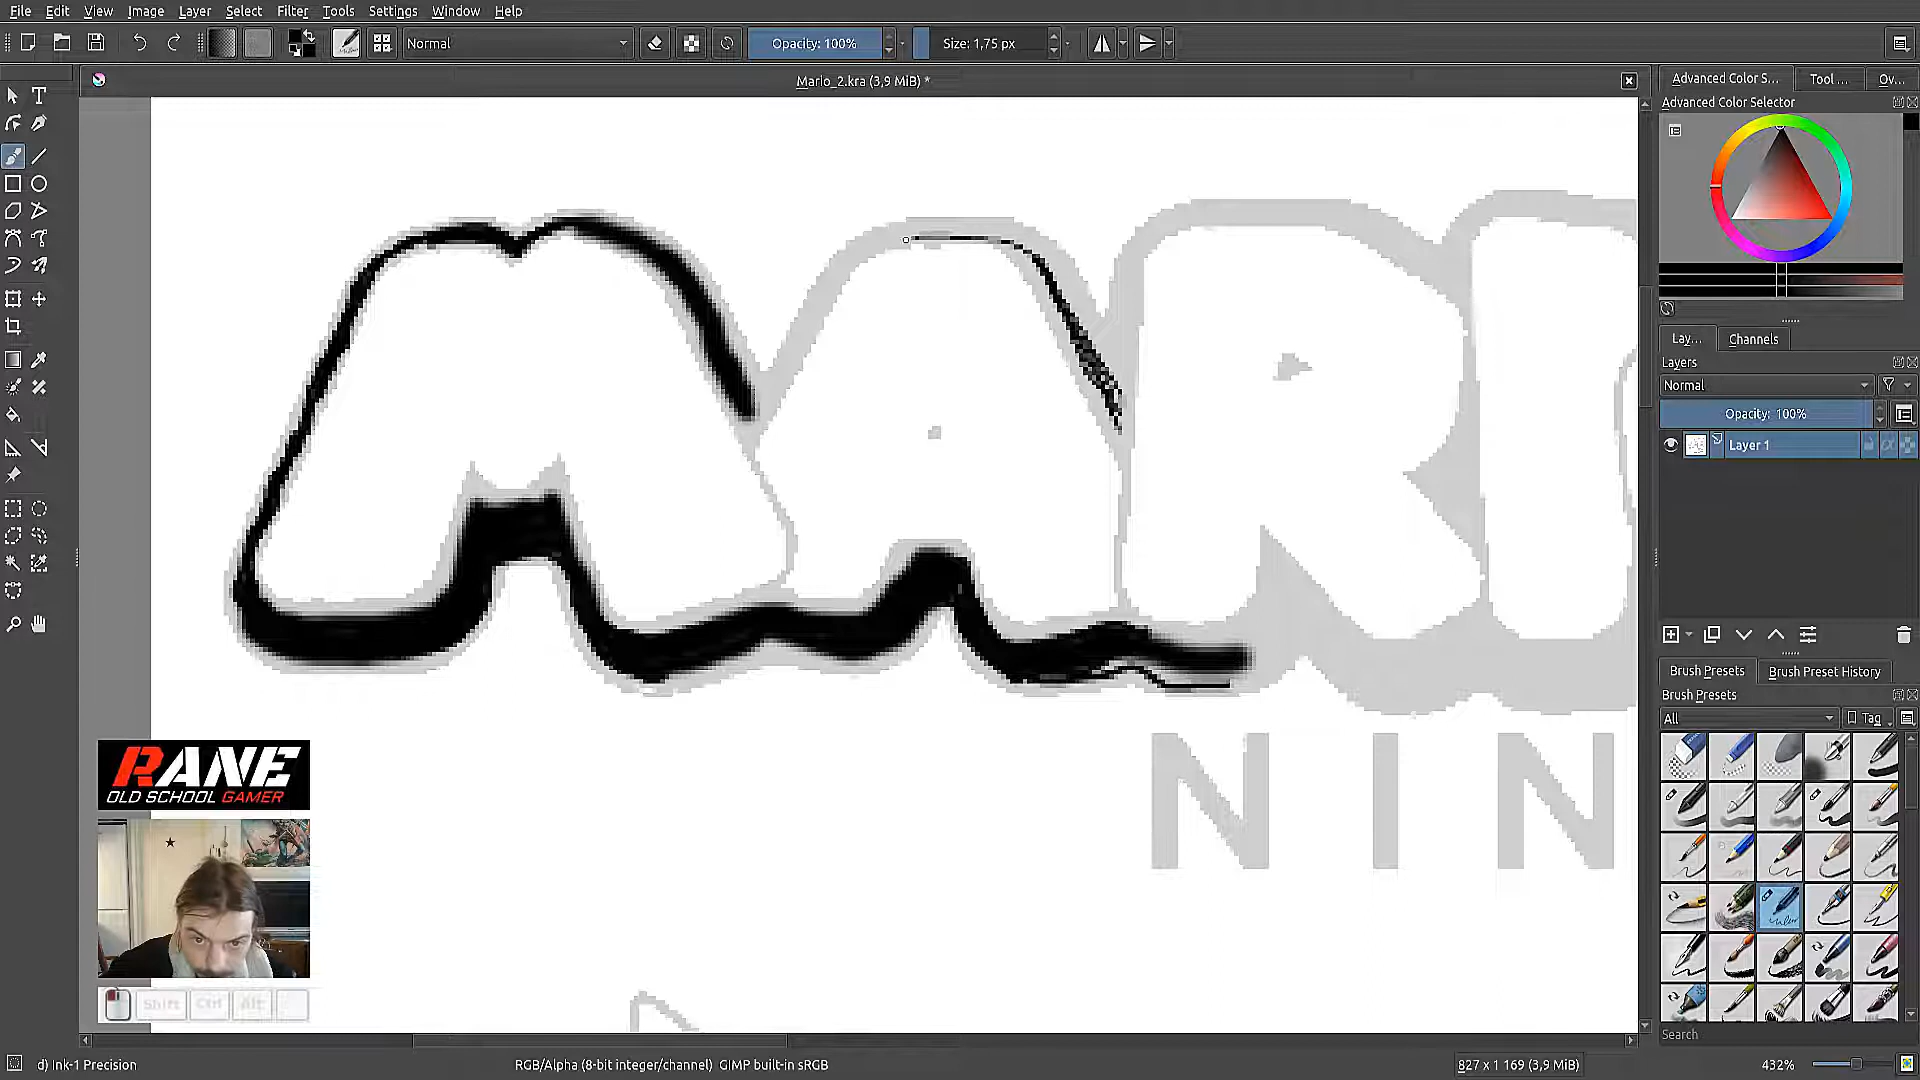 File Edit View Image Layer Select Filter Tools Settings Window Help
Normal
Opacity: 100%
Size: 1,75 px
Mario_2.kra (3,9 MiB) *
Advanced Color S...
Tool ...
Ov...
Advanced Color Selector
Lay...
Channels
Layers
Normal
Opacity: 100%
Layer 1
Brush Presets
Brush Preset History
Brush Presets
All
Tag
Search
MARI
NIN
RANE
OLD SCHOOL GAMER
Shift Ctrl Alt
d) Ink-1 Precision
RGB/Alpha (8-bit integer/channel) GIMP built-in sRGB
827 x 1 169 (3,9 MiB)
432%